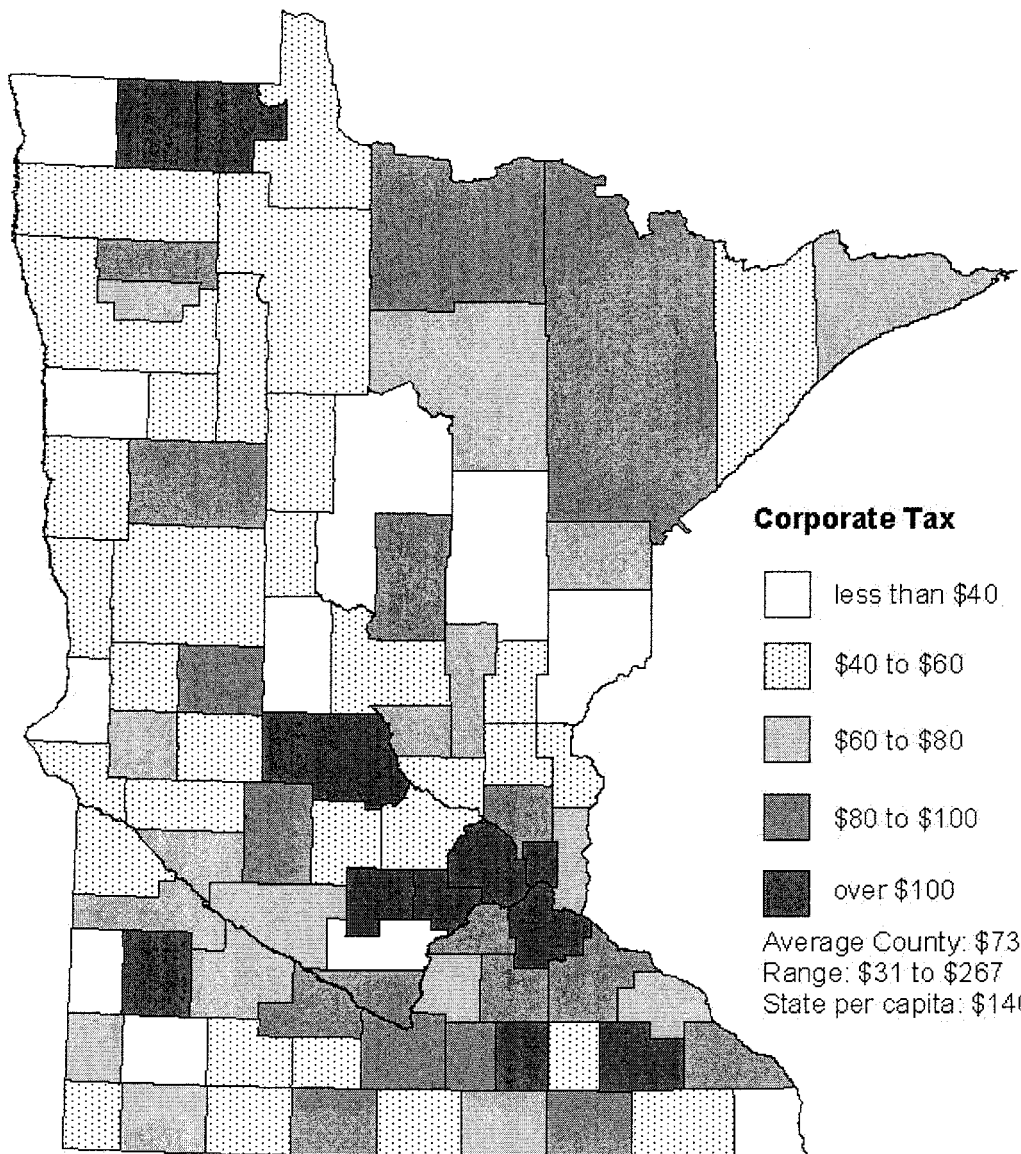 Corporate Tax
less than $40
$40 to $60
$60 to $80
$80 to $100
over $100
Average County: $73
Range: $31 to $267
State per capita: